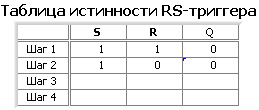 Таблица истинности RS-триггера
S R Q
Шаг 1 1 1 0
Шаг 2 1 0 0
Шаг 3
Шаг 4